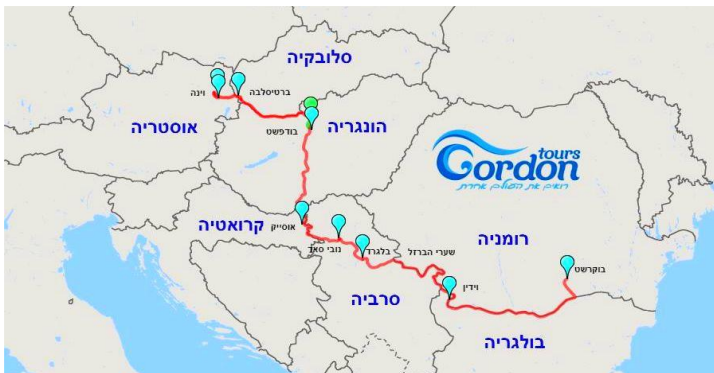 סלובקיה
וינה
ברטיסלבה
אוסטריה
הונגריה
בודפשט
tours
Gordon
רואים את העולם אחרת
קרואטיה
אוסייק
נובי סאד
בלגרד
שערי הברזל
רומניה
וידין
בוקרשט
סרביה
בולגריה